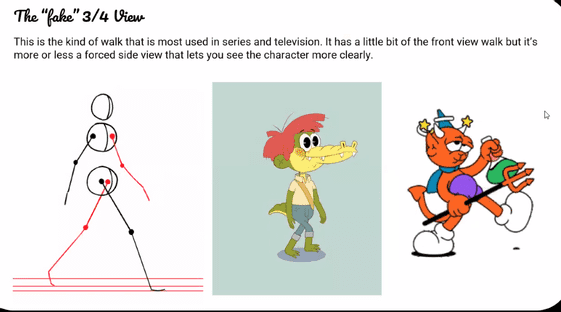 The "fake" 3/4 View
This is the kind of walk that is most used in series and television. It has a little bit of the front view walk but it's
more or less a forced side view that lets you see the character more clearly.